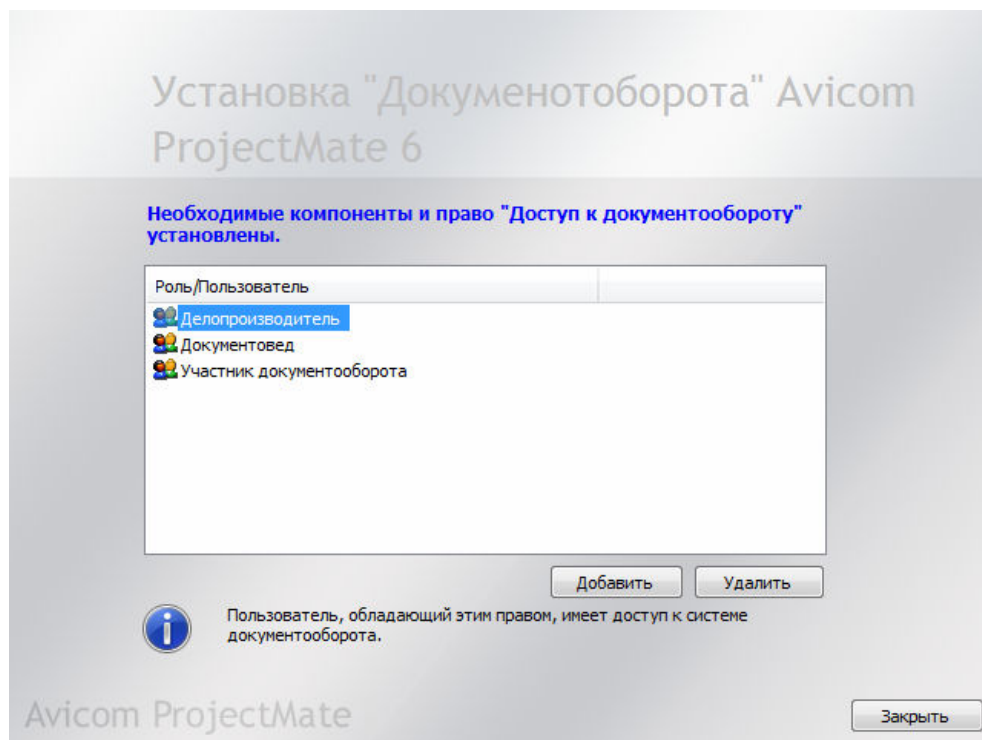 Установка "Докуменотоборота" Avicom
ProjectMate 6
Необходимые компоненты и право "Доступ к документообороту"
установлены.
Роль/Пользователь
Делопроизводитель
Документовед
Участник документооборота
Добавить
Удалить
Пользователь, обладающий этим правом, имеет доступ к системе
документооборота.
Avicom ProjectMate
Закрыть